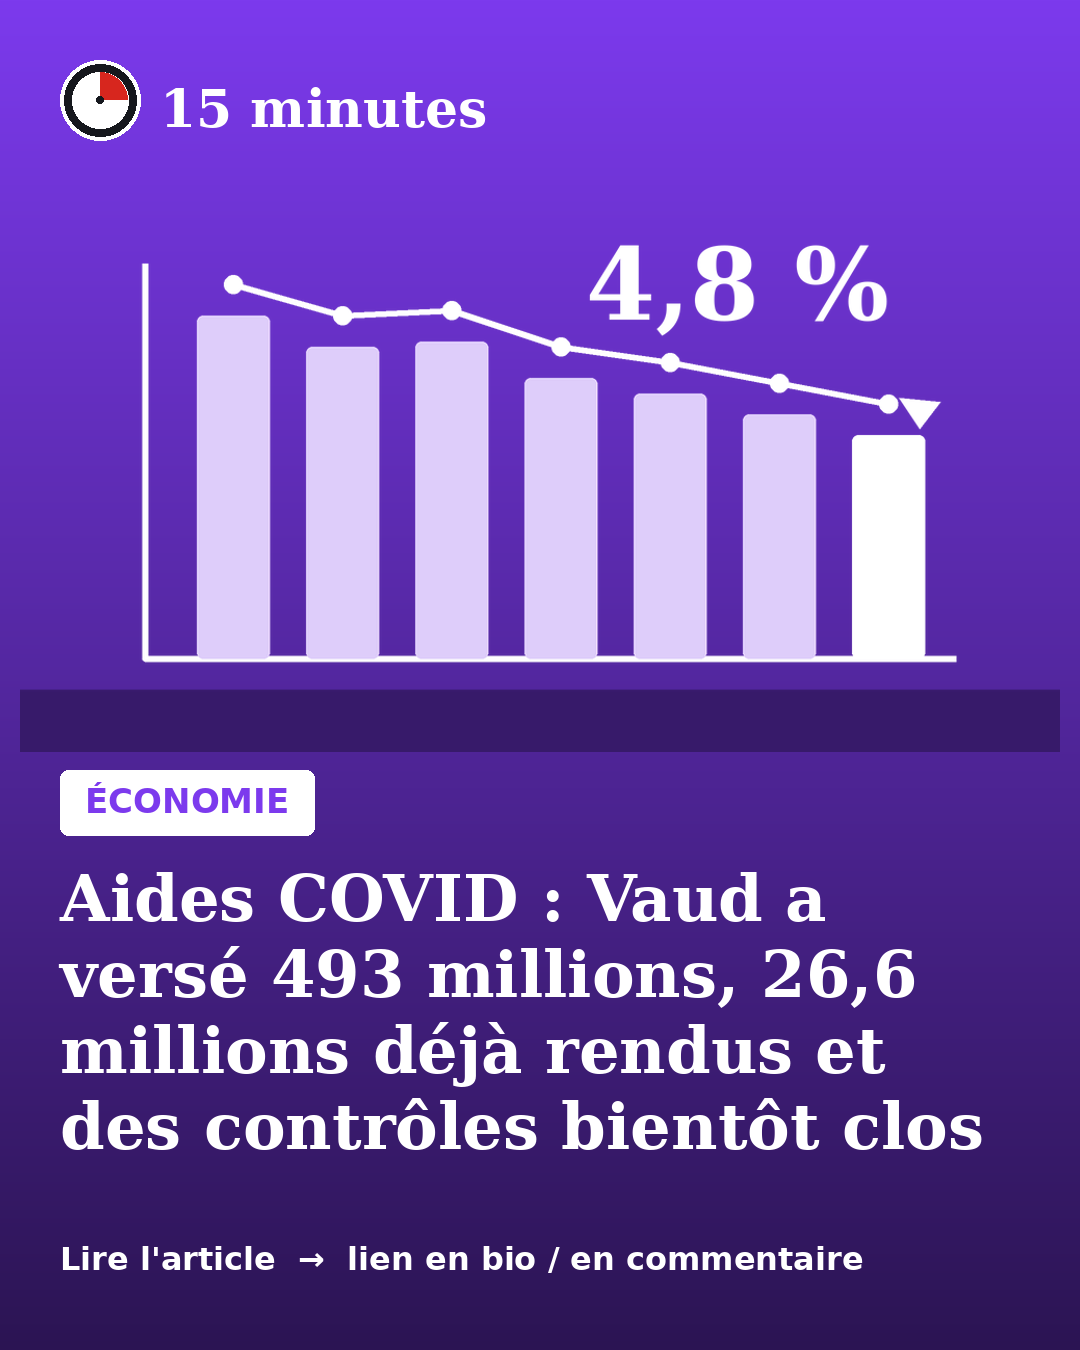 15 minutes
4,8 %
ÉCONOMIE
Aides COVID : Vaud a
versé 493 millions, 26,6
millions déjà rendus et
des contrôles bientôt clos
Lire l'article → lien en bio / en commentaire